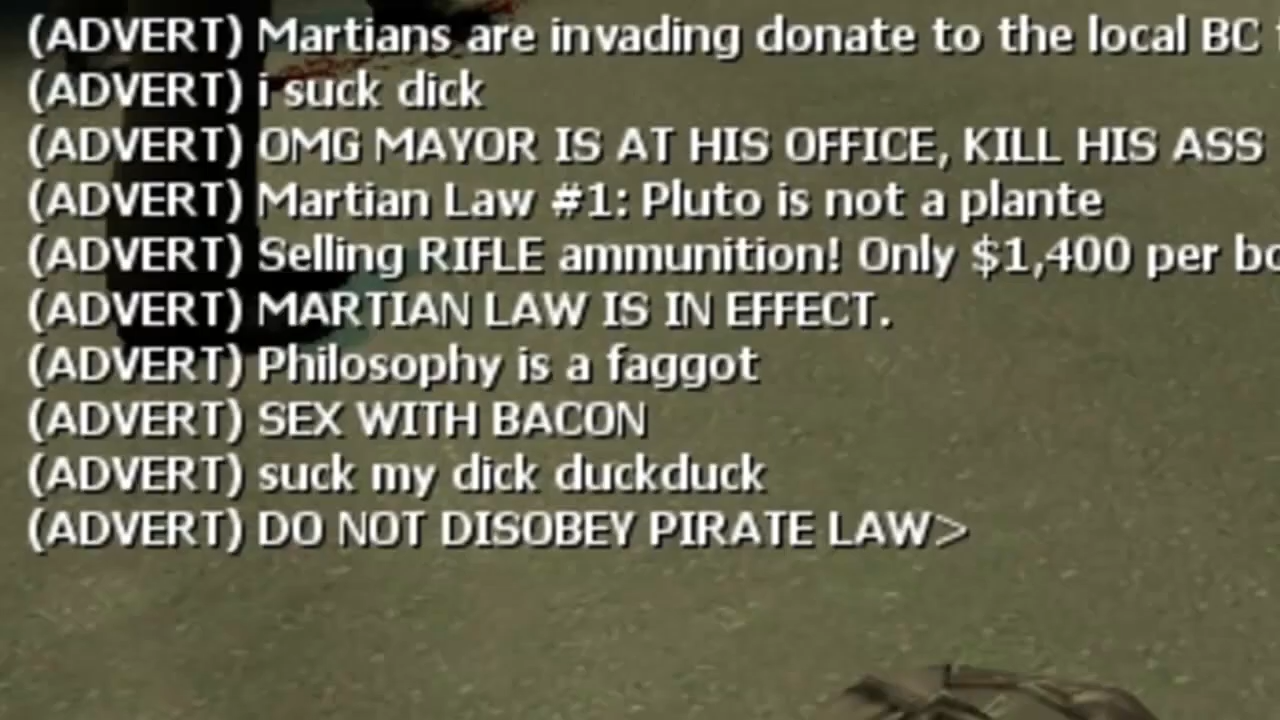 (ADVERT) Martians are invading donate to the local BC
(ADVERT) i suck dick
(ADVERT) OMG MAYOR IS AT HIS OFFICE, KILL HIS ASS
(ADVERT) Martian Law #1: Pluto is not a plante
(ADVERT) Selling RIFLE ammunition! Only $1,400 per
(ADVERT) MARTIAN LAW IS IN EFFECT.
(ADVERT) Philosophy is a faggot
(ADVERT) SEX WITH BACON
(ADVERT) suck my dick duckduck
(ADVERT) DO NOT DISOBEY PIRATE LAW>